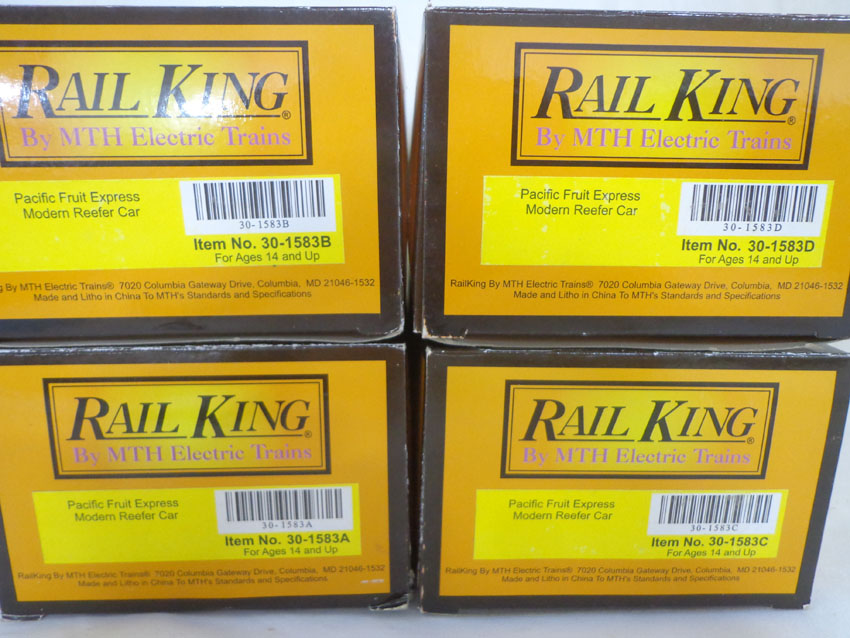 RAIL KING®
By MTH Electric Trains
Pacific Fruit Express
Modern Reefer Car
30-1583B
Item No. 30-1583B
For Ages 14 and Up
g By MTH Electric Trains® 7020 Columbia Gateway Drive, Columbia, MD 21046-1532
Made and Litho in China To MTH's Standards and Specifications
RAIL KING®
By MTH Electric Trains
Pacific Fruit Express
Modern Reefer Car
30-1583D
Item No. 30-1583D
For Ages 14 and Up
RailKing By MTH Electric Trains® 7020 Columbia Gateway Drive, Columbia, MD 21046-1532
Made and Litho in China To MTH's Standards and Specifications
RAIL KING®
By MTH Electric Trains
Pacific Fruit Express
Modern Reefer Car
30-1583A
Item No. 30-1583A
For Ages 14 and Up
RailKing By MTH Electric Trains® 7020 Columbia Gateway Drive, Columbia, MD 21046-1532
Made and Litho in China To MTH's Standards and Specifications
RAIL KING®
By MTH Electric Trains
Pacific Fruit Express
Modern Reefer Car
30-1583C
Item No. 30-1583C
For Ages 14 and Up
RailKing By MTH Electric Trains® 7020 Columbia Gateway Drive, Columbia, MD 21046-1532
Made and Litho in China To MTH's Standards and Specifications